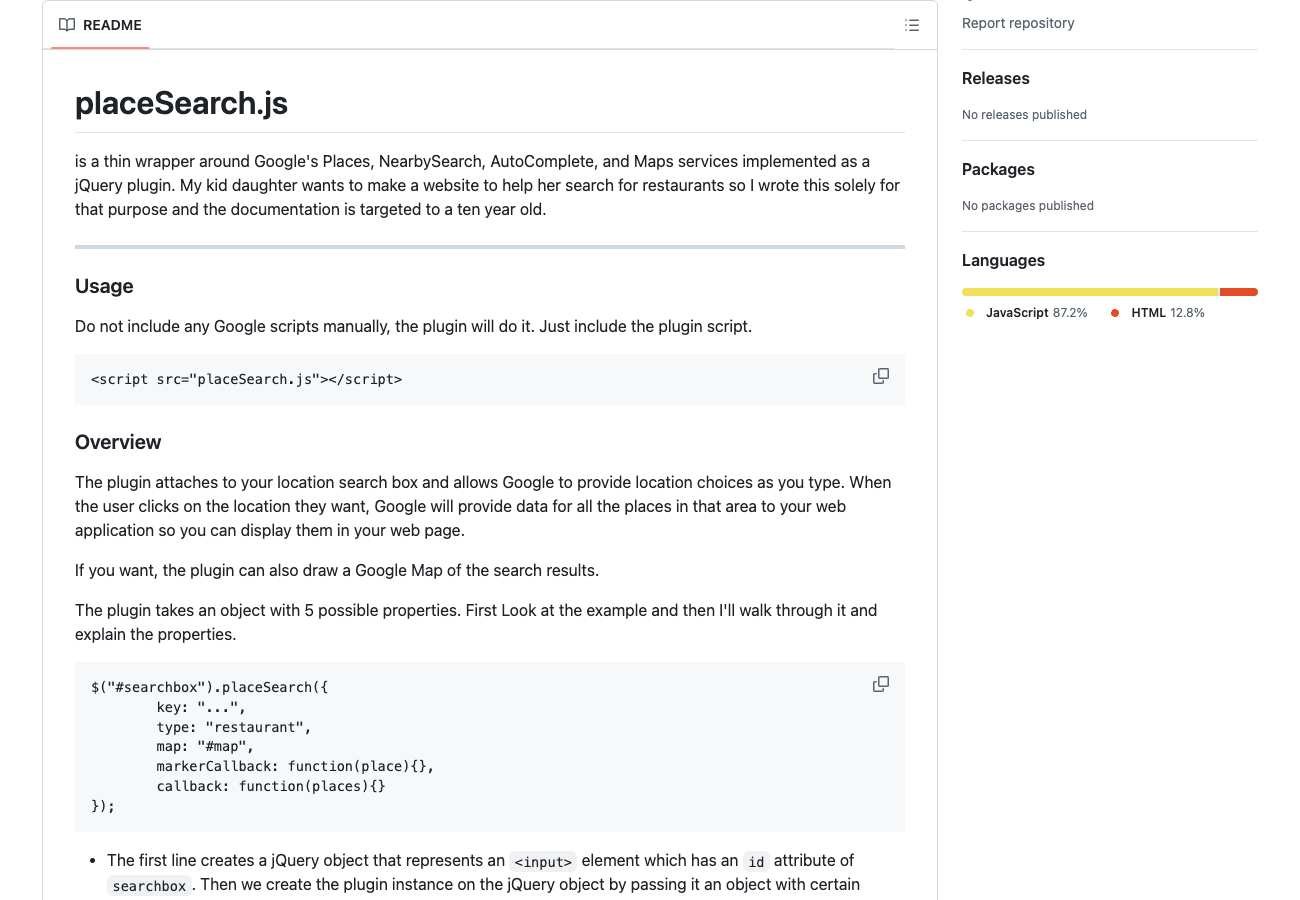 README
placeSearch.js
is a thin wrapper around Google's Places, NearbySearch, AutoComplete, and Maps services implemented as a
jQuery plugin. My kid daughter wants to make a website to help her search for restaurants so I wrote this solely for
that purpose and the documentation is targeted to a ten year old.
Usage
Do not include any Google scripts manually, the plugin will do it. Just include the plugin script.
<script src="placeSearch.js"></script>
Overview
The plugin attaches to your location search box and allows Google to provide location choices as you type. When
the user clicks on the location they want, Google will provide data for all the places in that area to your web
application so you can display them in your web page.
If you want, the plugin can also draw a Google Map of the search results.
The plugin takes an object with 5 possible properties. First Look at the example and then I'll walk through it and
explain the properties.
$("#searchbox").placeSearch({
        key: "...",
        type: "restaurant",
        map: "#map",
        markerCallback: function(place){},
        callback: function(places){}
});
• The first line creates a jQuery object that represents an <input> element which has an id attribute of
searchbox . Then we create the plugin instance on the jQuery object by passing it an object with certain
Report repository
Releases
No releases published
Packages
No packages published
Languages
JavaScript 87.2% HTML 12.8%